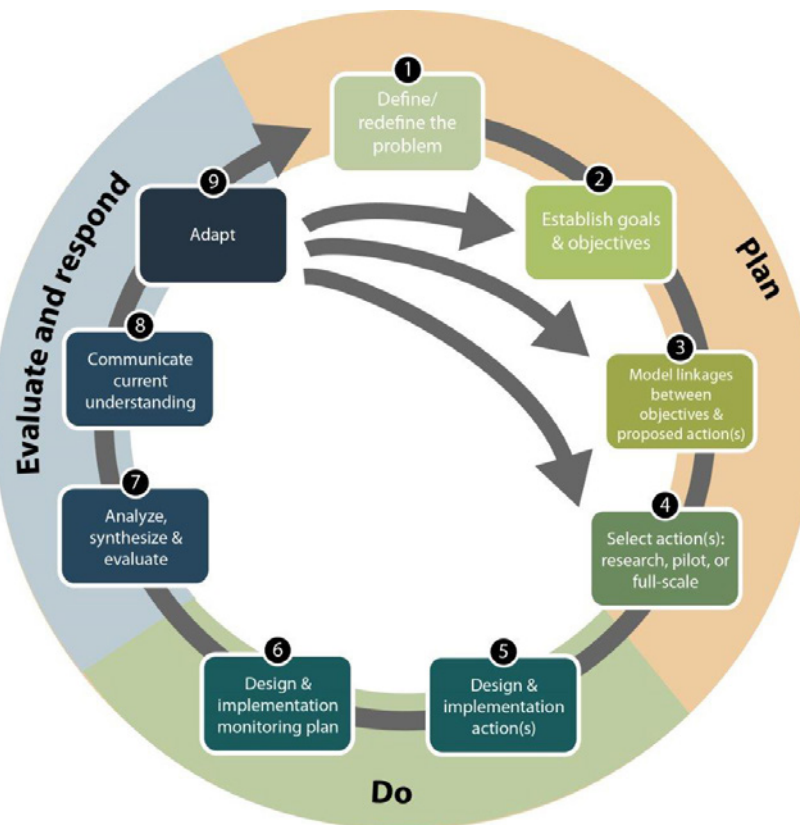 1
Define/
redefine the
problem
2
Establish goals
& objectives
3
Model linkages
between
objectives &
proposed action(s)
4
Select action(s):
research, pilot, or
full-scale
5
Design &
implementation
action(s)
6
Design &
implementation
monitoring plan
7
Analyze,
synthesize &
evaluate
8
Communicate
current
understanding
9
Adapt
Plan
Do
Evaluate and respond